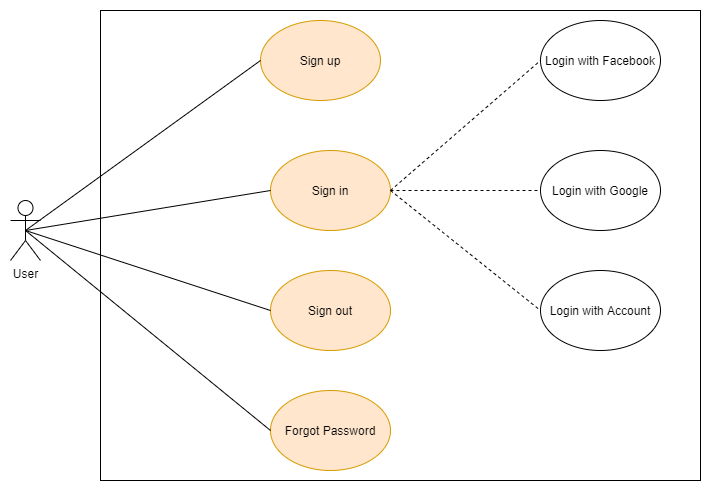 Sign up
Login with Facebook
Sign in
Login with Google
User
Sign out
Login with Account
Forgot Password